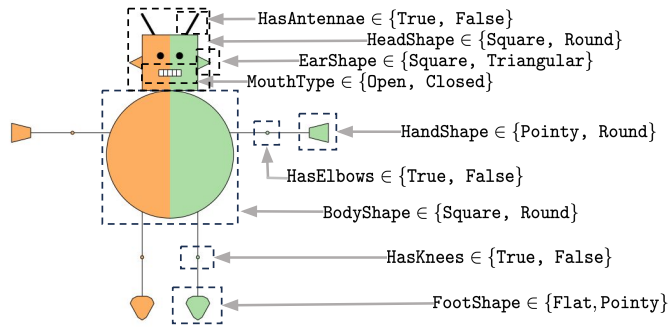 HasAntennae ∈ {True, False}
HeadShape ∈ {Square, Round}
EarShape ∈ {Square, Triangular}
MouthType ∈ {Open, Closed}
HandShape ∈ {Pointy, Round}
HasElbows ∈ {True, False}
BodyShape ∈ {Square, Round}
HasKnees ∈ {True, False}
FootShape ∈ {Flat,Pointy}